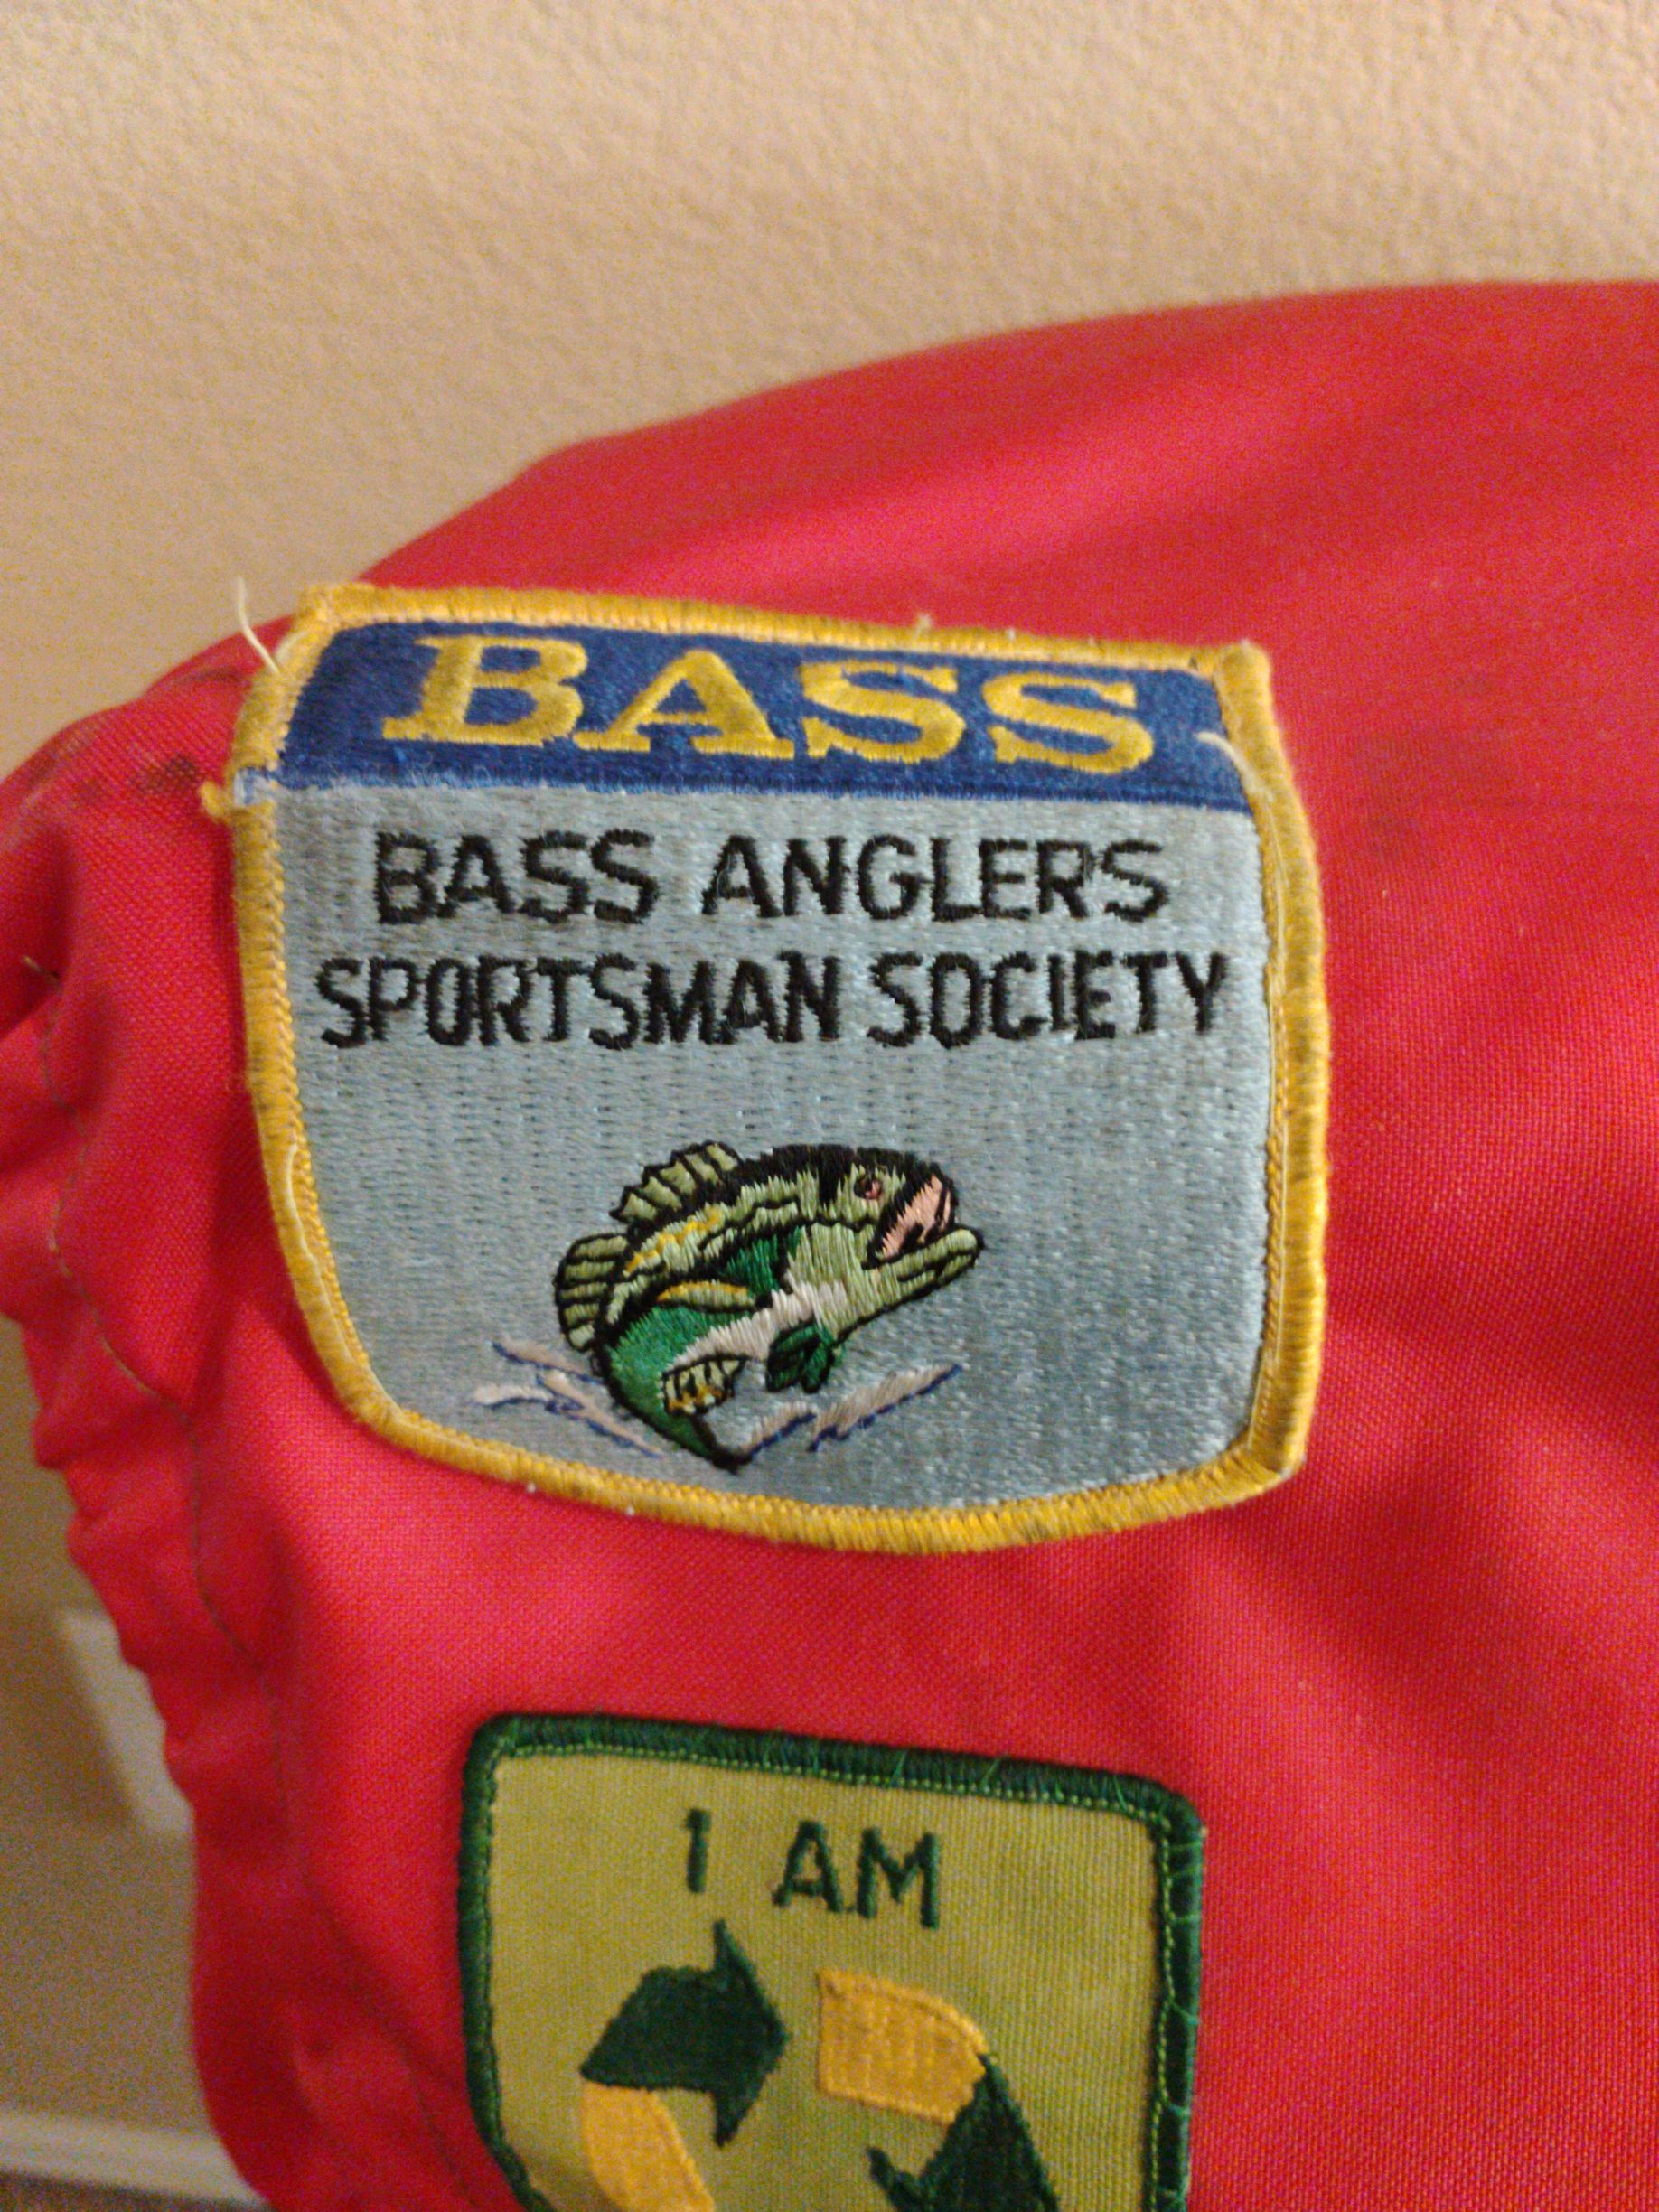 BASS
BASS ANGLERS
SPORTSMAN SOCIETY
I AM